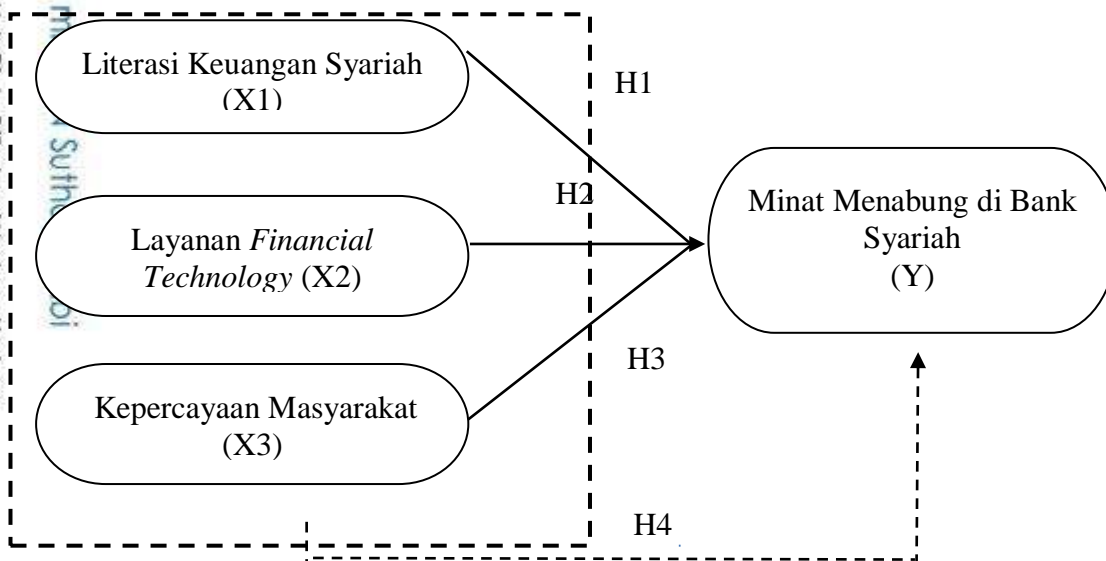 Literasi Keuangan Syariah
(X1)
H1
H2
Layanan Financial
Technology (X2)
Minat Menabung di Bank
Syariah
(Y)
H3
Kepercayaan Masyarakat
(X3)
H4